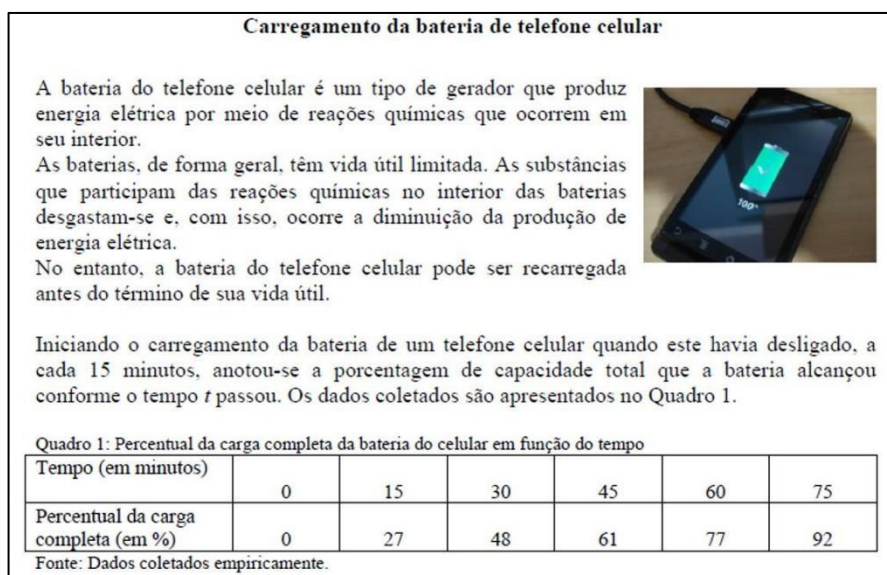 Carregamento da bateria de telefone celular
A bateria do telefone celular é um tipo de gerador que produz
energia elétrica por meio de reações químicas que ocorrem em
seu interior.
As baterias, de forma geral, têm vida útil limitada. As substâncias
que participam das reações químicas no interior das baterias
desgastam-se e, com isso, ocorre a diminuição da produção de
energia elétrica.
No entanto, a bateria do telefone celular pode ser recarregada
antes do término de sua vida útil.
100%
Iniciando o carregamento da bateria de um telefone celular quando este havia desligado, a
cada 15 minutos, anotou-se a porcentagem de capacidade total que a bateria alcançou
conforme o tempo t passou. Os dados coletados são apresentados no Quadro 1.
Quadro 1: Percentual da carga completa da bateria do celular em função do tempo
Tempo (em minutos)
0 15 30 45 60 75
Percentual da carga
completa (em %) 0 27 48 61 77 92
Fonte: Dados coletados empiricamente.